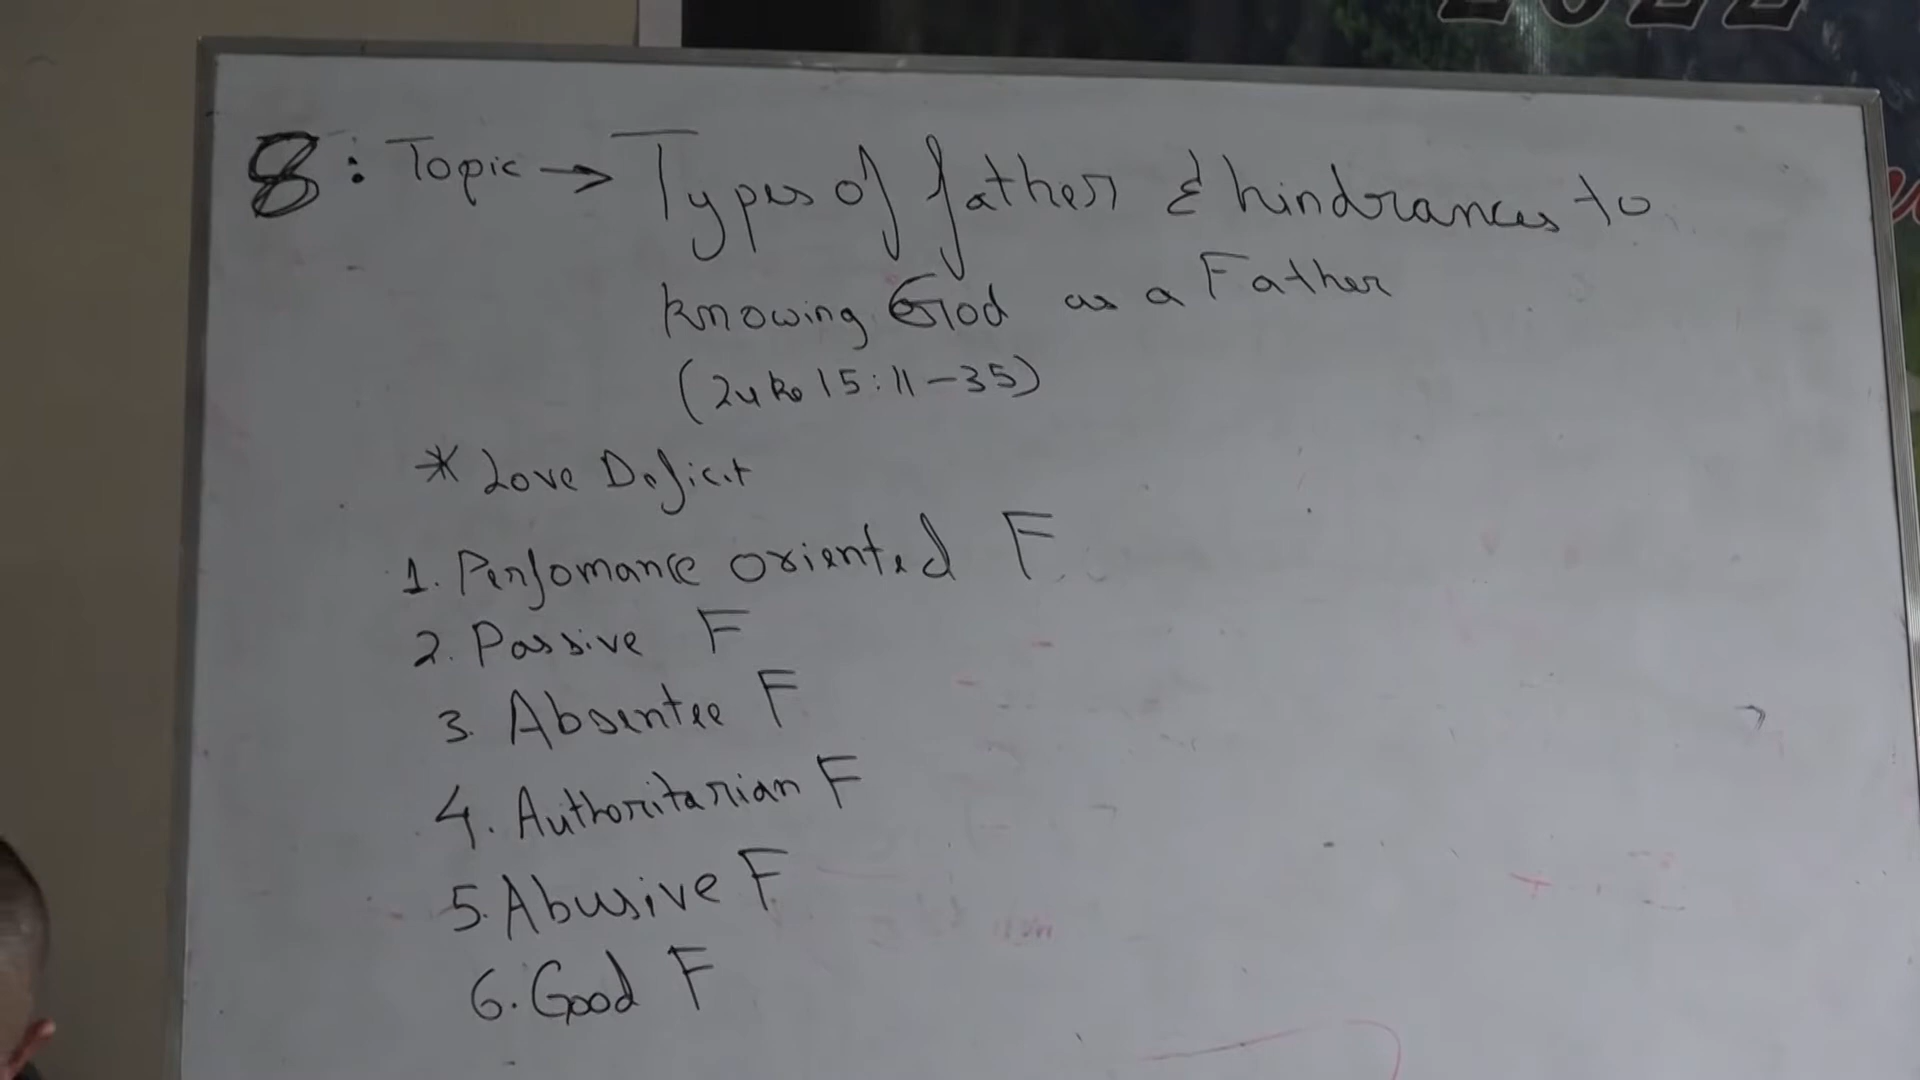 2022
8: Topic → Types of father & hindrances to
knowing God as a Father
(Luke 15:11-35)
* Love Deficit
1. Perfomance oriented F
2. Passive F
3. Absentee F
4. Authoritarian F
5. Abusive F
6. Good F